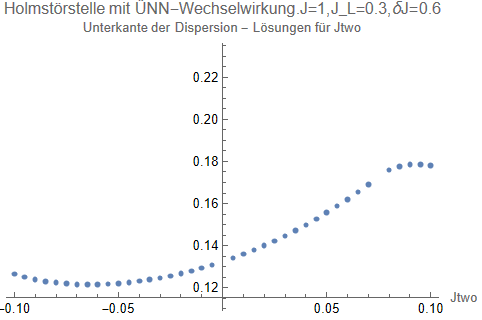 Holmstörstelle mit ÜNN−Wechselwirkung.J=1,J_L=0.3,δJ=0.6
Unterkante der Dispersion − Lösungen für Jtwo
0.22
0.20
0.18
0.16
0.14
0.12
−0.10 −0.05 0.05 0.10 Jtwo